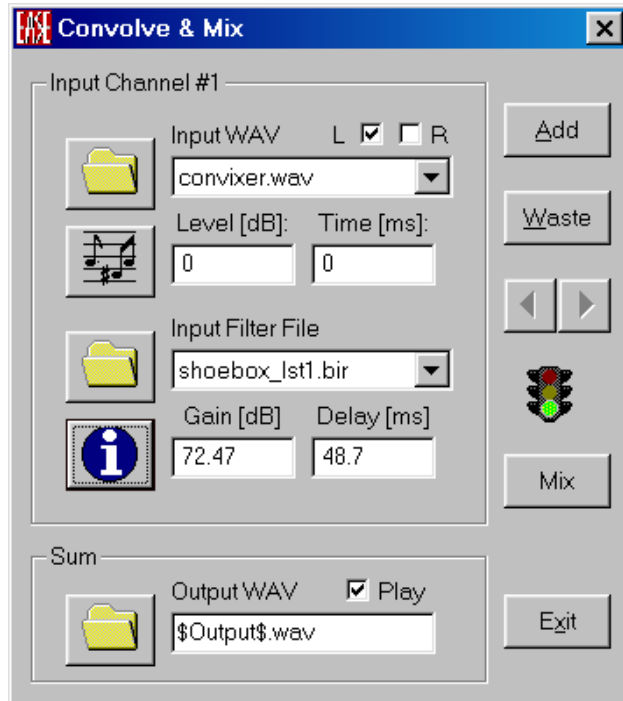 EASE Convolve & Mix
Input Channel #1
Input WAV L R
convixer.wav
Level [dB]: Time [ms]:
0 0
Input Filter File
shoebox_lst1.bir
Gain [dB] Delay [ms]
72.47 48.7
Add
Waste
Mix
Sum
Output WAV Play
$Output$.wav
Exit